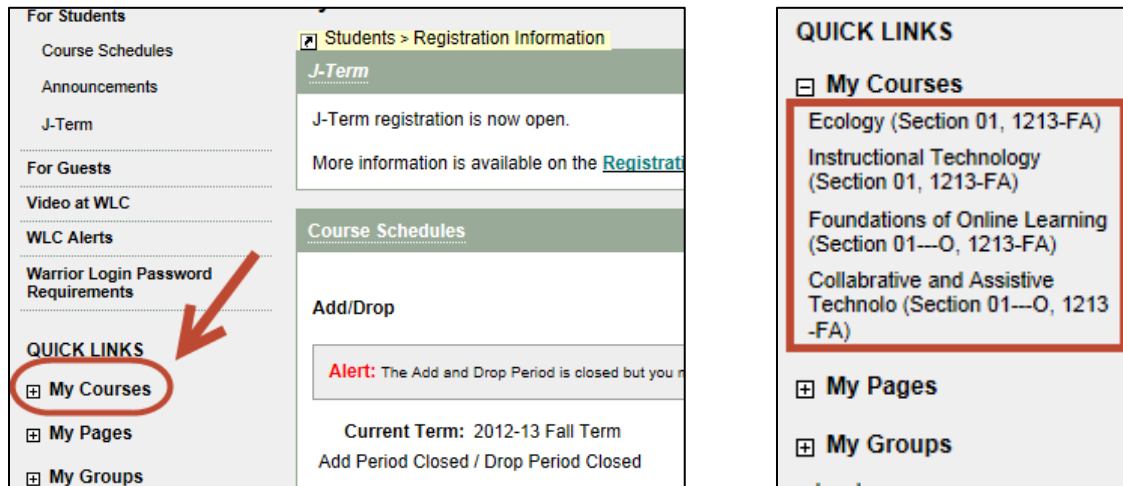 For Students
Course Schedules
Announcements
J-Term
For Guests
Video at WLC
WLC Alerts
Warrior Login Password
Requirements
QUICK LINKS
My Courses
My Pages
My Groups
Students > Registration Information
J-Term
J-Term registration is now open.
More information is available on the
Course Schedules
Add/Drop
Alert: The Add and Drop Period is closed but you
Current Term: 2012-13 Fall Term
Add Period Closed / Drop Period Closed
QUICK LINKS
My Courses
Ecology (Section 01, 1213-FA)
Instructional Technology
(Section 01, 1213-FA)
Foundations of Online Learning
(Section 01---O, 1213-FA)
Collabrative and Assistive
Technolo (Section 01---O, 1213
-FA)
My Pages
My Groups